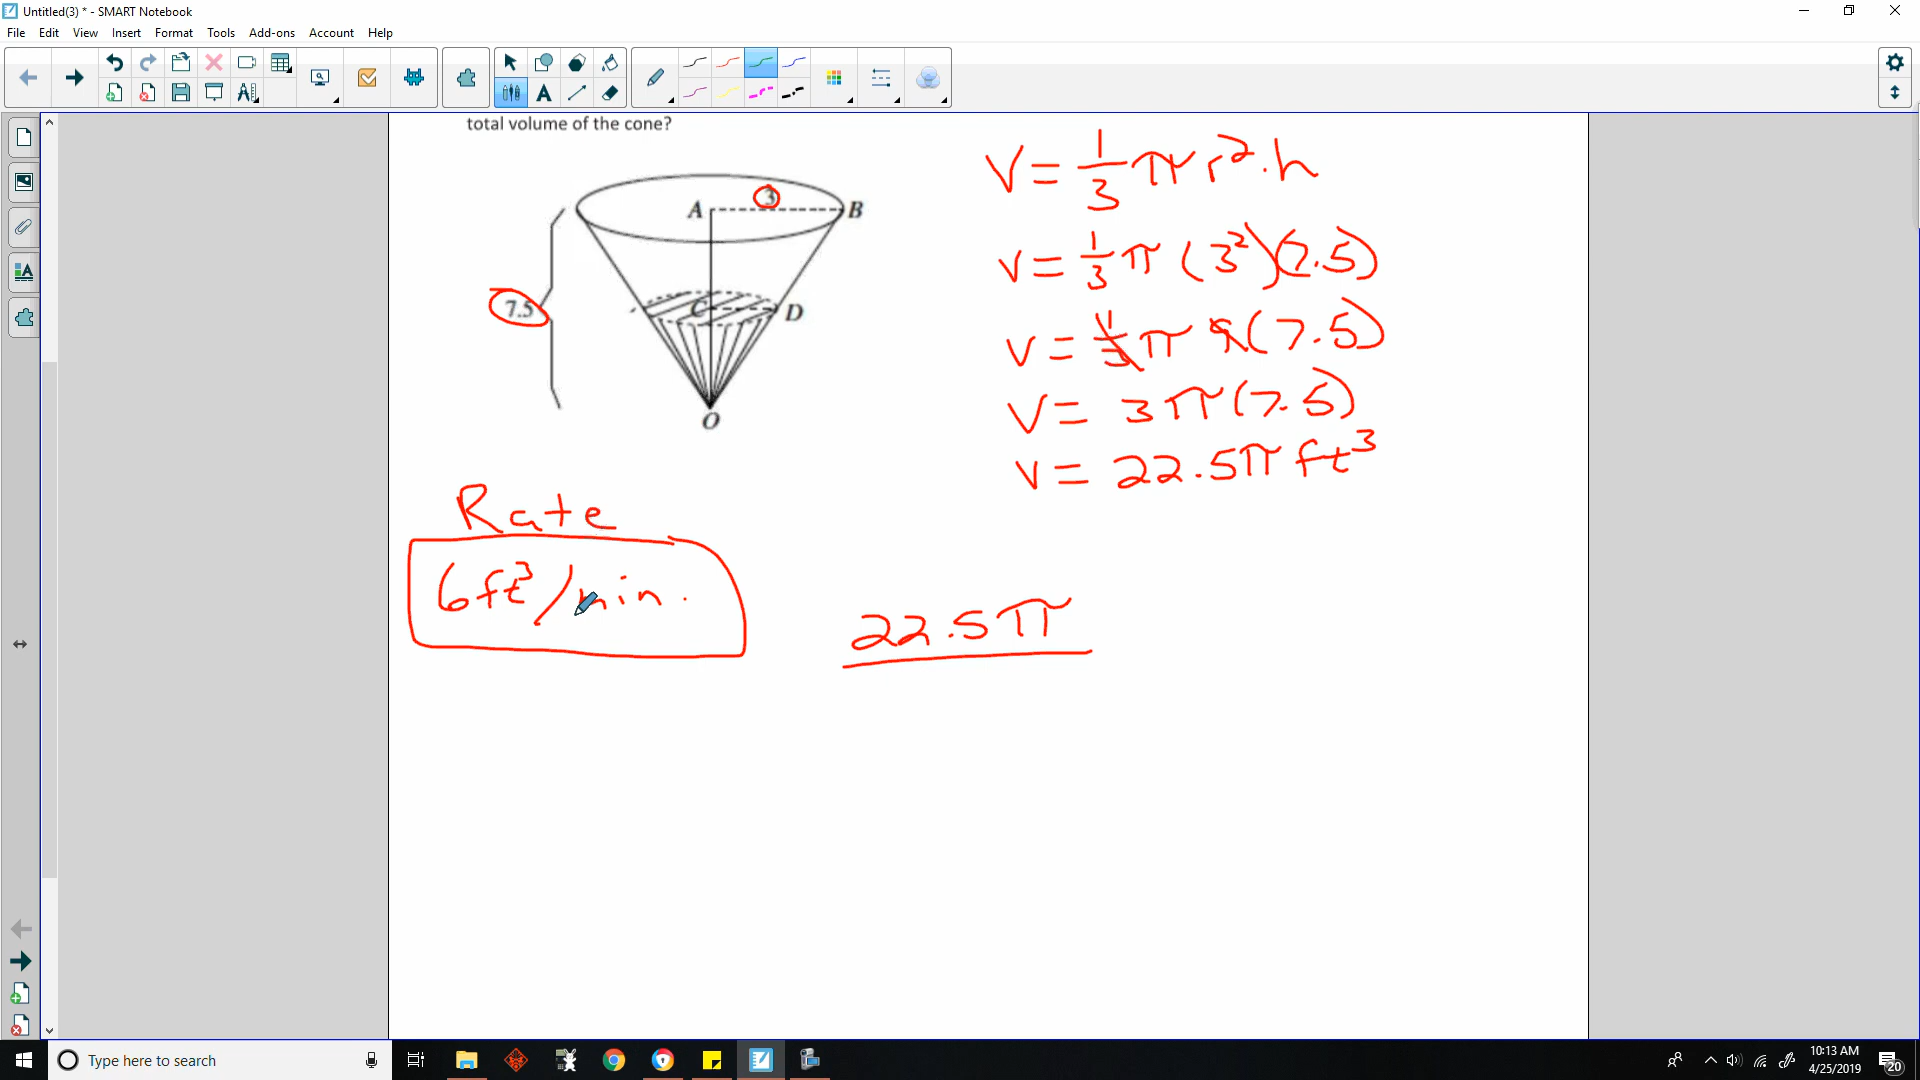 Untitled(3) * - SMART Notebook
File Edit View Insert Format Tools Add-ons Account Help
total volume of the cone?
3
A
B
7.5
C
D
O
V = 1/3 π r² · h
V = 1/3 π (3²)(7.5)
V = 1/3 π 9(7.5)
V = 3π(7.5)
V = 22.5π ft³
Rate
6ft³/min.
22.5π
Type here to search
10:13 AM
4/25/2019
20